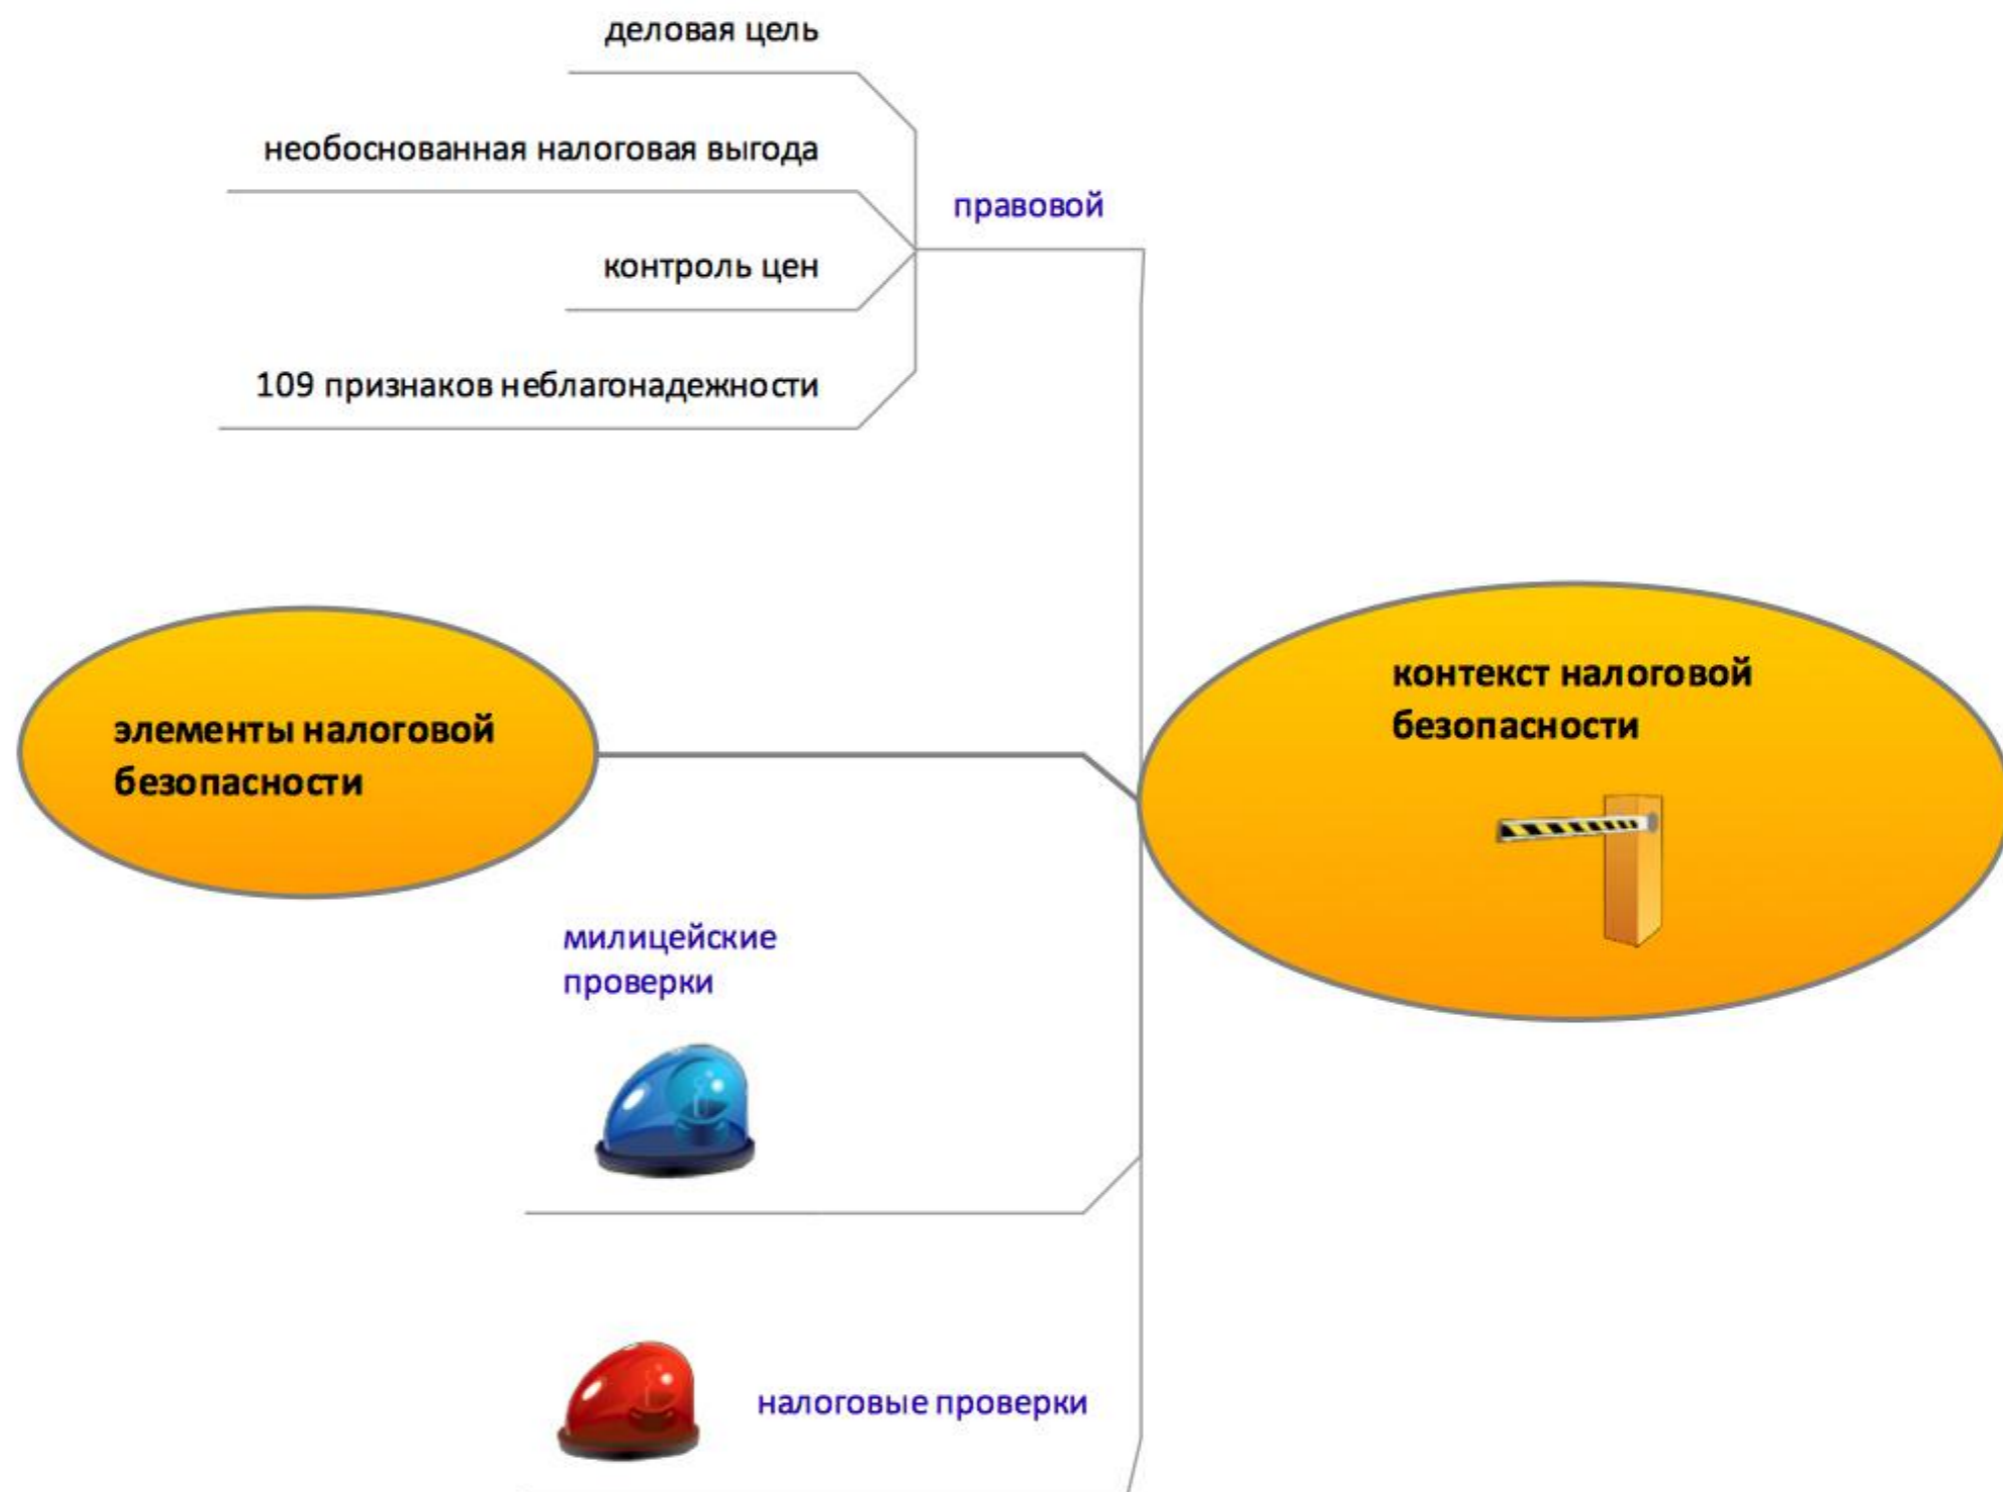 деловая цель
необоснованная налоговая выгода
правовой
контроль цен
109 признаков неблагонадежности
элементы налоговой
безопасности
контекст налоговой
безопасности
милицейские
проверки
налоговые проверки